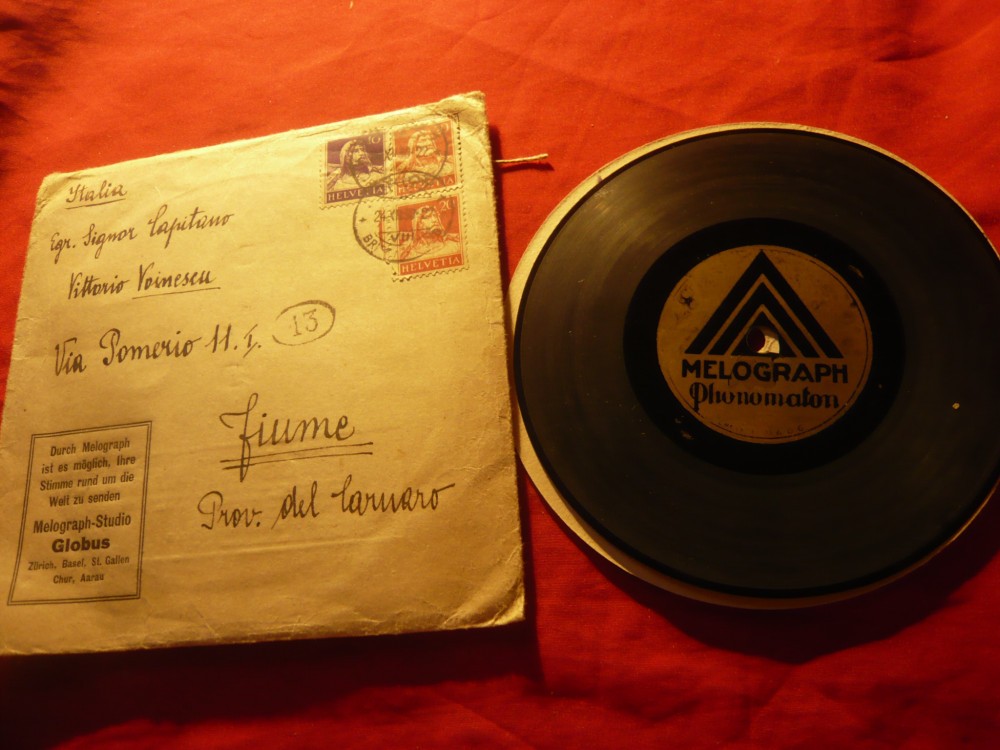 Italia
Egr. Signor Capitano
Vittorio Voinescu
Via Pomerio 11. I. 13
Fiume
Prov. del Carnaro
HELVETIA
HELVETIA
20
HELVETIA
Durch Melograph
ist es möglich, Ihre
Stimme rund um die
Welt zu senden
Melograph-Studio
Globus
Zürich, Basel, St. Gallen
Chur, Aarau
MELOGRAPH
Phonomaton